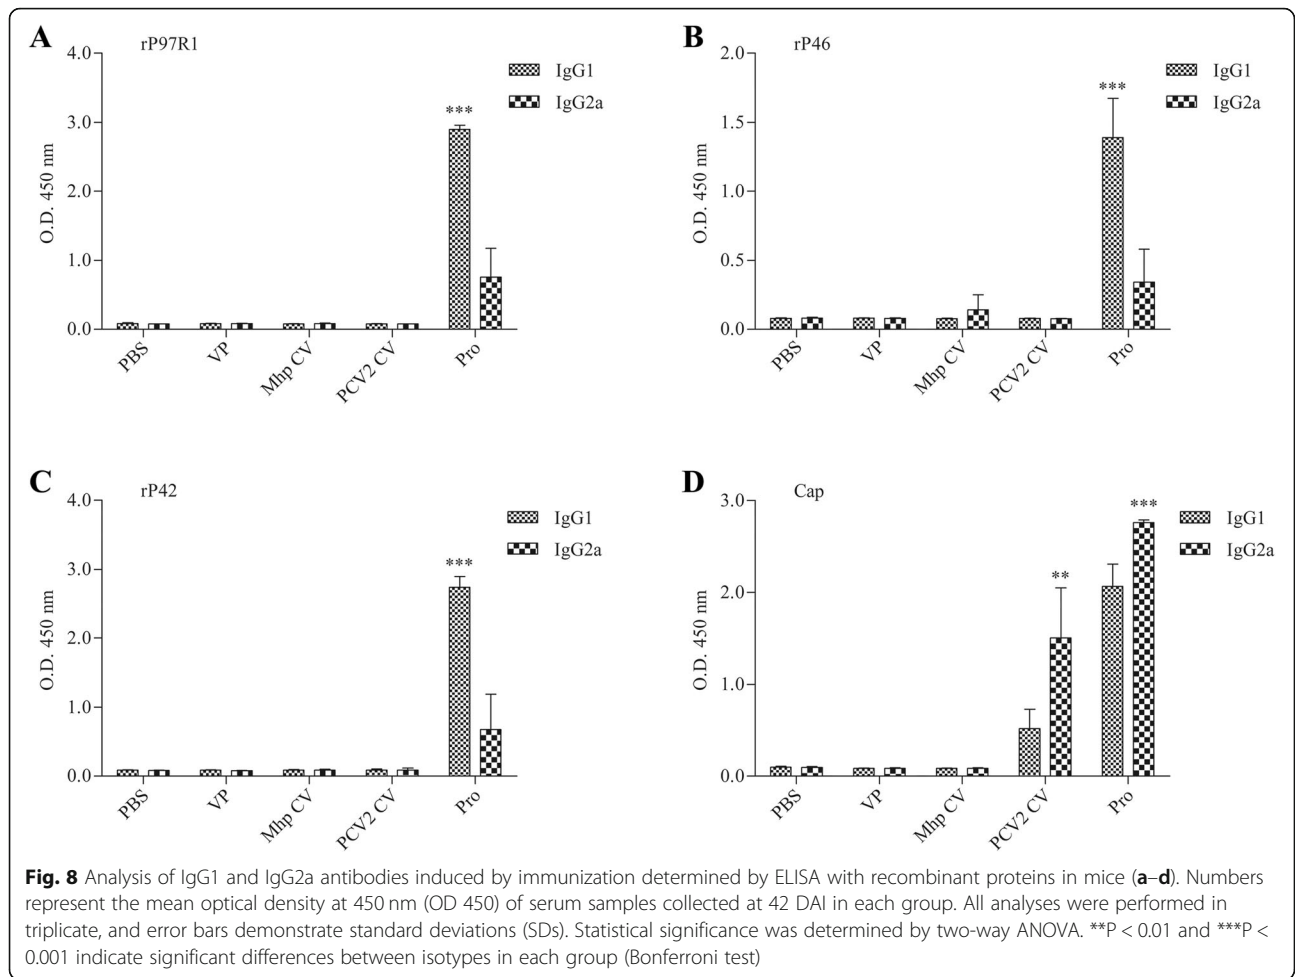 A
rP97R1
4.0
3.0
2.0
1.0
0.0
O.D. 450 nm
***
IgG1
IgG2a
PBS
VP
Mhp CV
PCV2 CV
Pro
B
rP46
2.0
1.5
1.0
0.5
0.0
O.D. 450 nm
***
IgG1
IgG2a
PBS
VP
Mhp CV
PCV2 CV
Pro
C
rP42
4.0
3.0
2.0
1.0
0.0
O.D. 450 nm
***
IgG1
IgG2a
PBS
VP
Mhp CV
PCV2 CV
Pro
D
Cap
3.0
2.0
1.0
0.0
O.D. 450 nm
**
***
IgG1
IgG2a
PBS
VP
Mhp CV
PCV2 CV
Pro
Fig. 8 Analysis of IgG1 and IgG2a antibodies induced by immunization determined by ELISA with recombinant proteins in mice (a–d). Numbers
represent the mean optical density at 450 nm (OD 450) of serum samples collected at 42 DAI in each group. All analyses were performed in
triplicate, and error bars demonstrate standard deviations (SDs). Statistical significance was determined by two-way ANOVA. **P < 0.01 and ***P <
0.001 indicate significant differences between isotypes in each group (Bonferroni test)